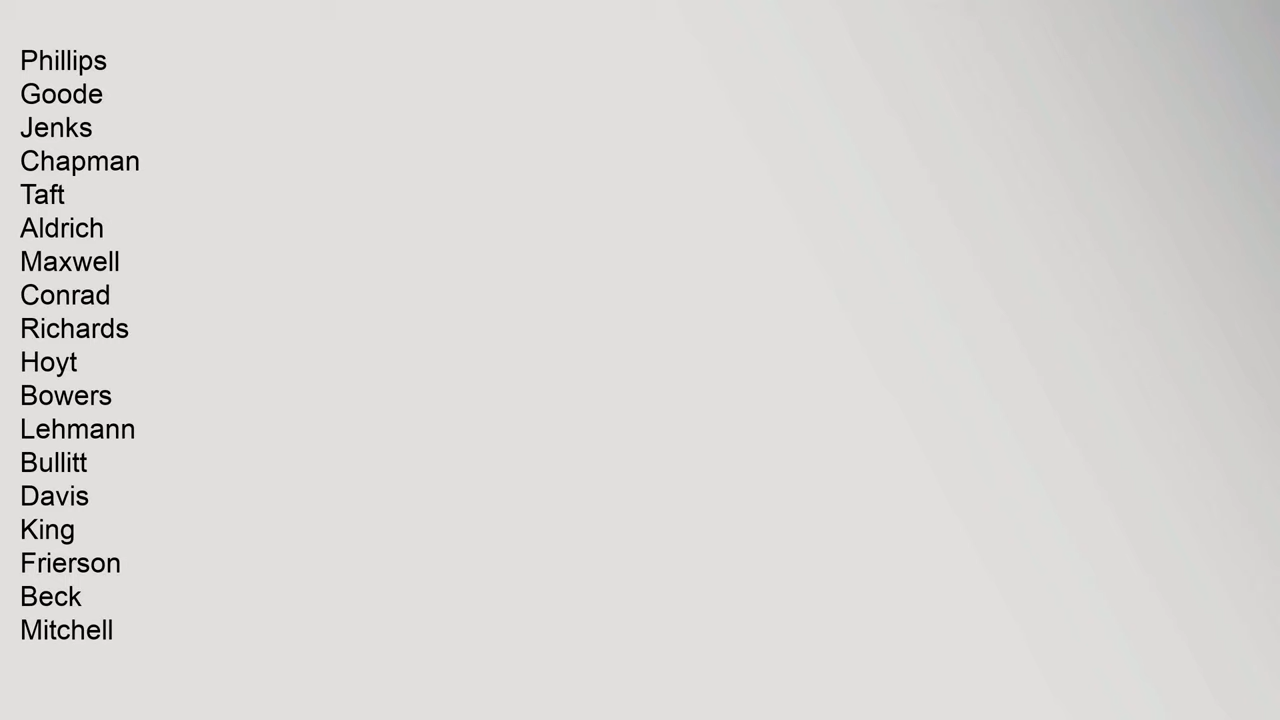 Phillips
Goode
Jenks
Chapman
Taft
Aldrich
Maxwell
Conrad
Richards
Hoyt
Bowers
Lehmann
Bullitt
Davis
King
Frierson
Beck
Mitchell